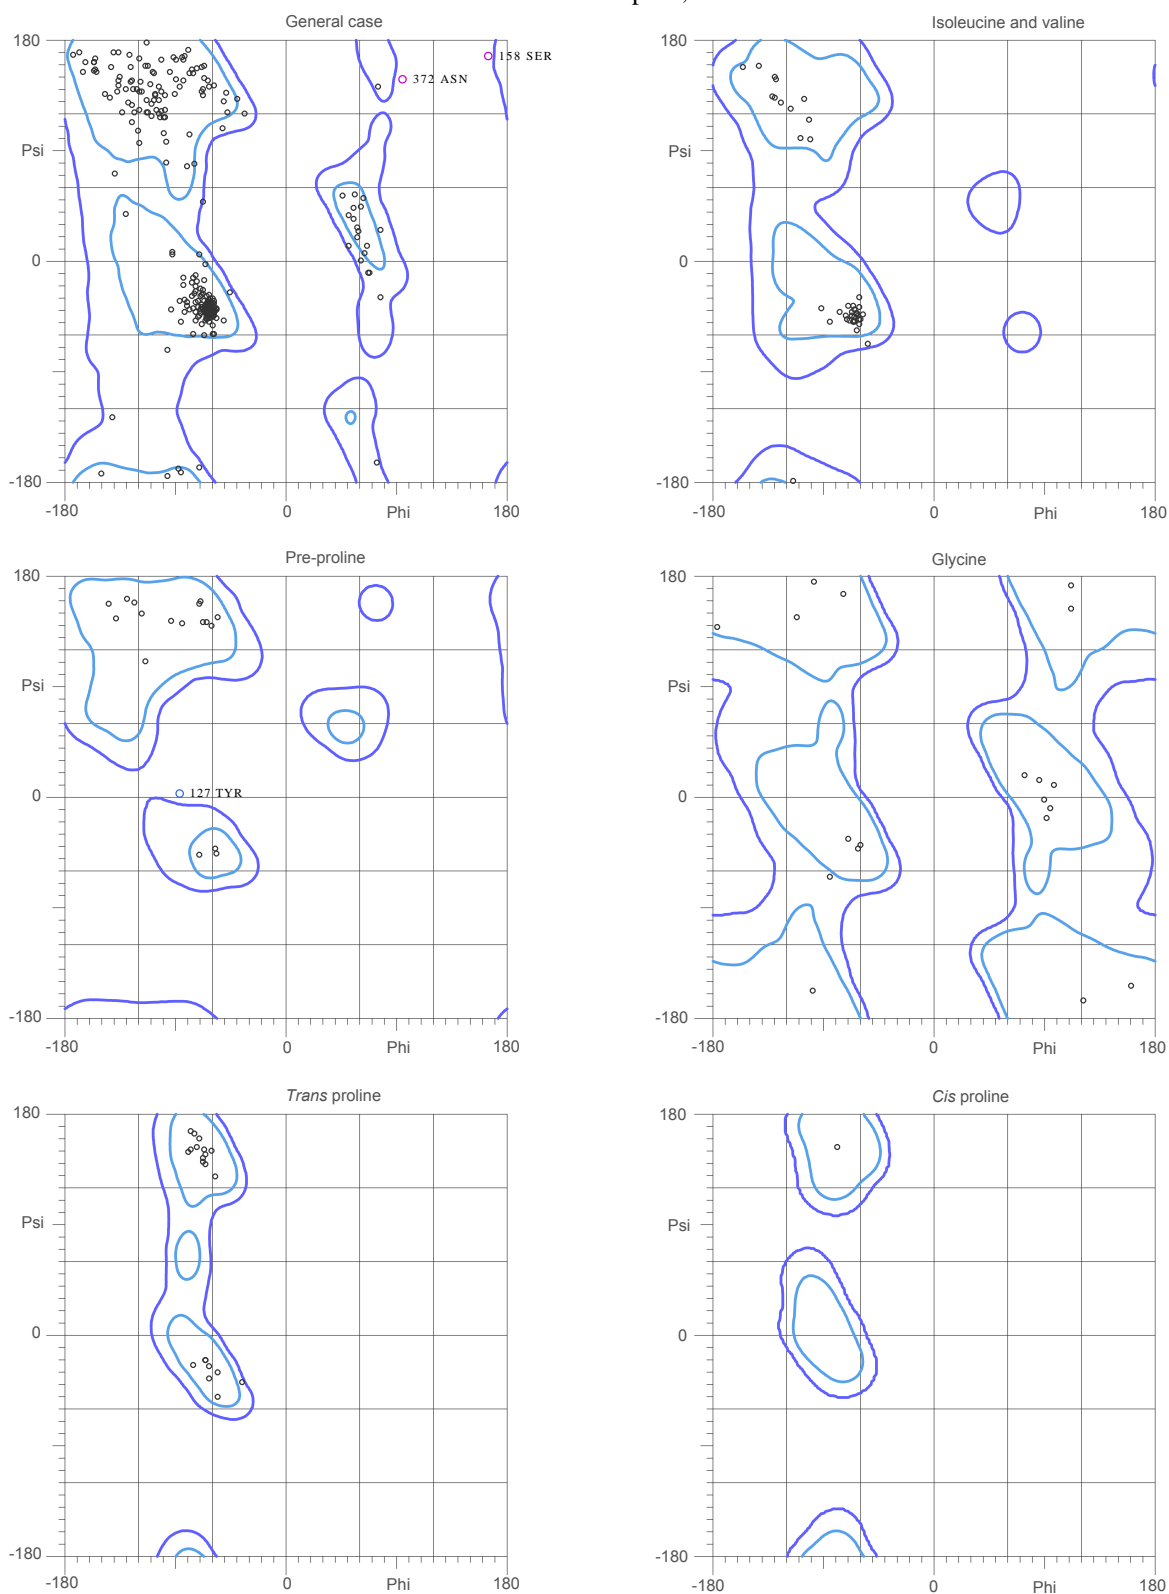 General case
Isoleucine and valine
180
158 SER
372 ASN
Psi
0
-180
-180
0
Phi
180
180
Psi
0
-180
-180
0
Phi
180
Pre-proline
Glycine
180
Psi
0
127 TYR
-180
-180
0
Phi
180
180
Psi
0
-180
-180
0
Phi
180
Trans proline
Cis proline
180
Psi
0
-180
-180
0
Phi
180
180
Psi
0
-180
-180
0
Phi
180